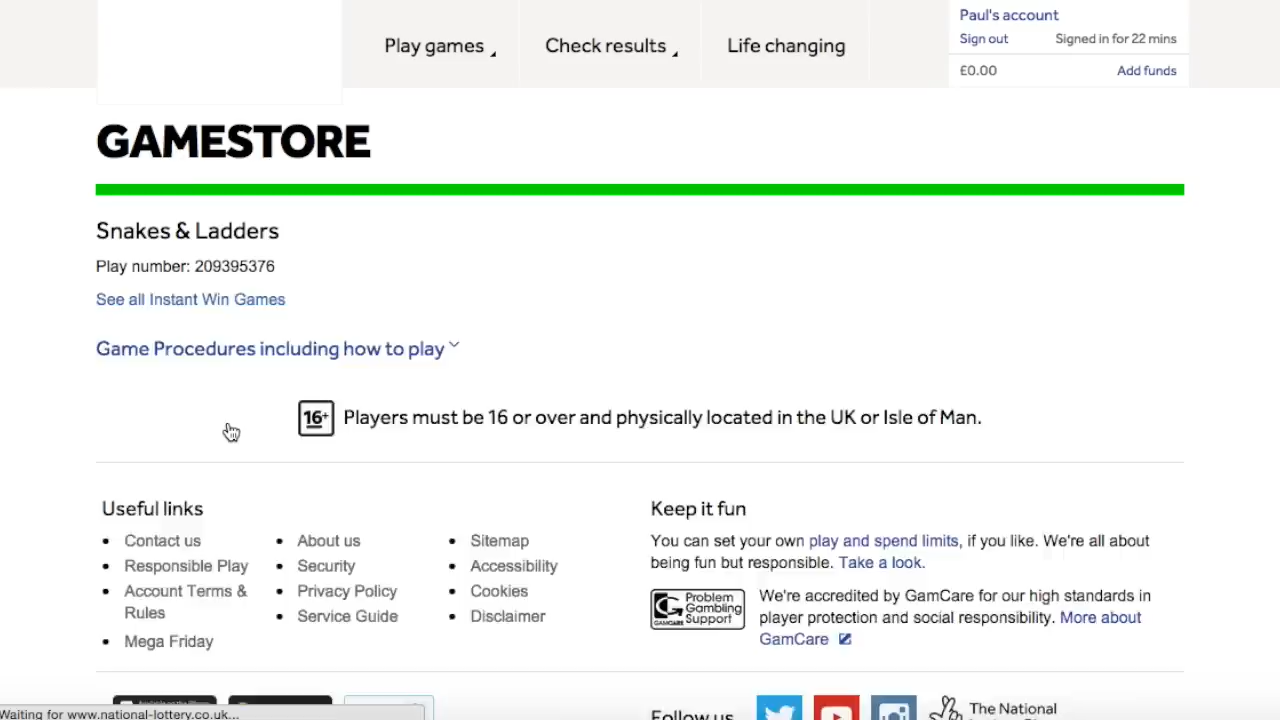 Play games
Check results
Life changing
Paul's account
Sign out
Signed in for 22 mins
£0.00
Add funds
GAMESTORE
Snakes & Ladders
Play number: 209395376
See all Instant Win Games
Game Procedures including how to play
16+
Players must be 16 or over and physically located in the UK or Isle of Man.
Useful links
Contact us
Responsible Play
Account Terms &
Rules
Mega Friday
About us
Security
Privacy Policy
Service Guide
Sitemap
Accessibility
Cookies
Disclaimer
Keep it fun
You can set your own play and spend limits, if you like. We're all about
being fun but responsible. Take a look.
Problem
Gambling
Support
GAMCARE
We're accredited by GamCare for our high standards in
player protection and social responsibility. More about
GamCare
Waiting for www.national-lottery.co.uk...
Follow us
The National